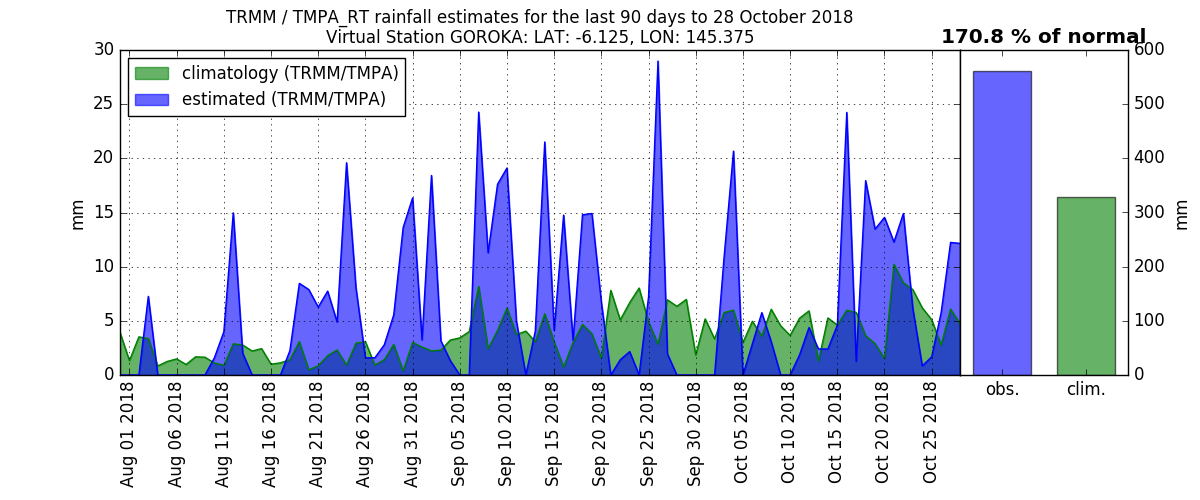 TRMM / TMPA_RT rainfall estimates for the last 90 days to 28 October 2018
Virtual Station GOROKA: LAT: -6.125, LON: 145.375
170.8 % of normal
climatology (TRMM/TMPA)
estimated (TRMM/TMPA)
mm
30
25
20
15
10
5
0
600
500
400
300
200
100
0
mm
Aug 01 2018
Aug 06 2018
Aug 11 2018
Aug 16 2018
Aug 21 2018
Aug 26 2018
Aug 31 2018
Sep 05 2018
Sep 10 2018
Sep 15 2018
Sep 20 2018
Sep 25 2018
Sep 30 2018
Oct 05 2018
Oct 10 2018
Oct 15 2018
Oct 20 2018
Oct 25 2018
obs.
clim.